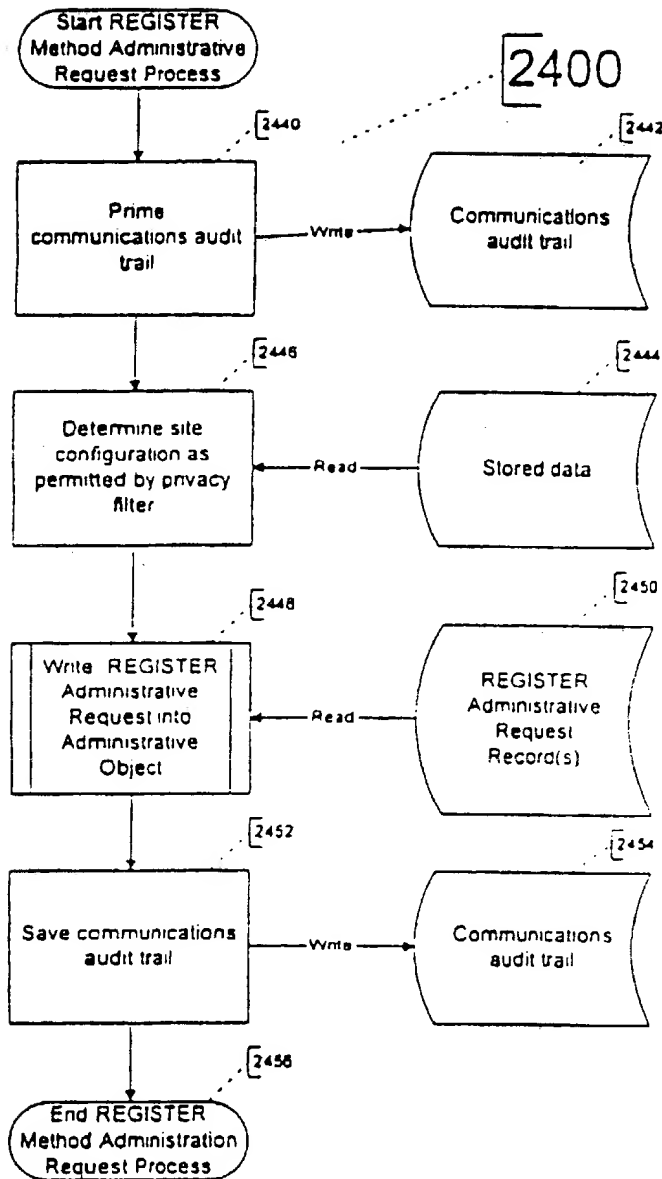 Start REGISTER
Method Administrative
Request Process
2400
2440
2442
Prime
communications audit
trail
Write
Communications
audit trail
2446
2444
Determine site
configuration as
permitted by privacy
filter
Read
Stored data
2448
2450
Write REGISTER
Administrative
Request into
Administrative
Object
Read
REGISTER
Administrative
Request
Record(s)
2452
2454
Save communications
audit trail
Write
Communications
audit trail
2456
End REGISTER
Method Administration
Request Process